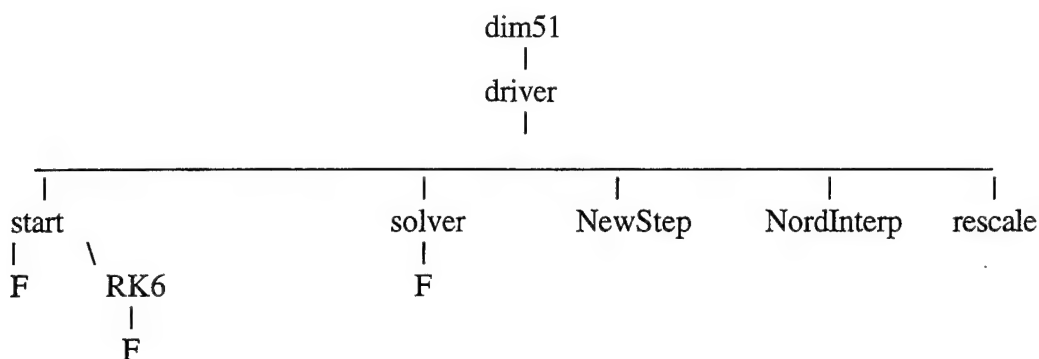 dim51
driver
start solver NewStep NordInterp rescale
F RK6 F
F